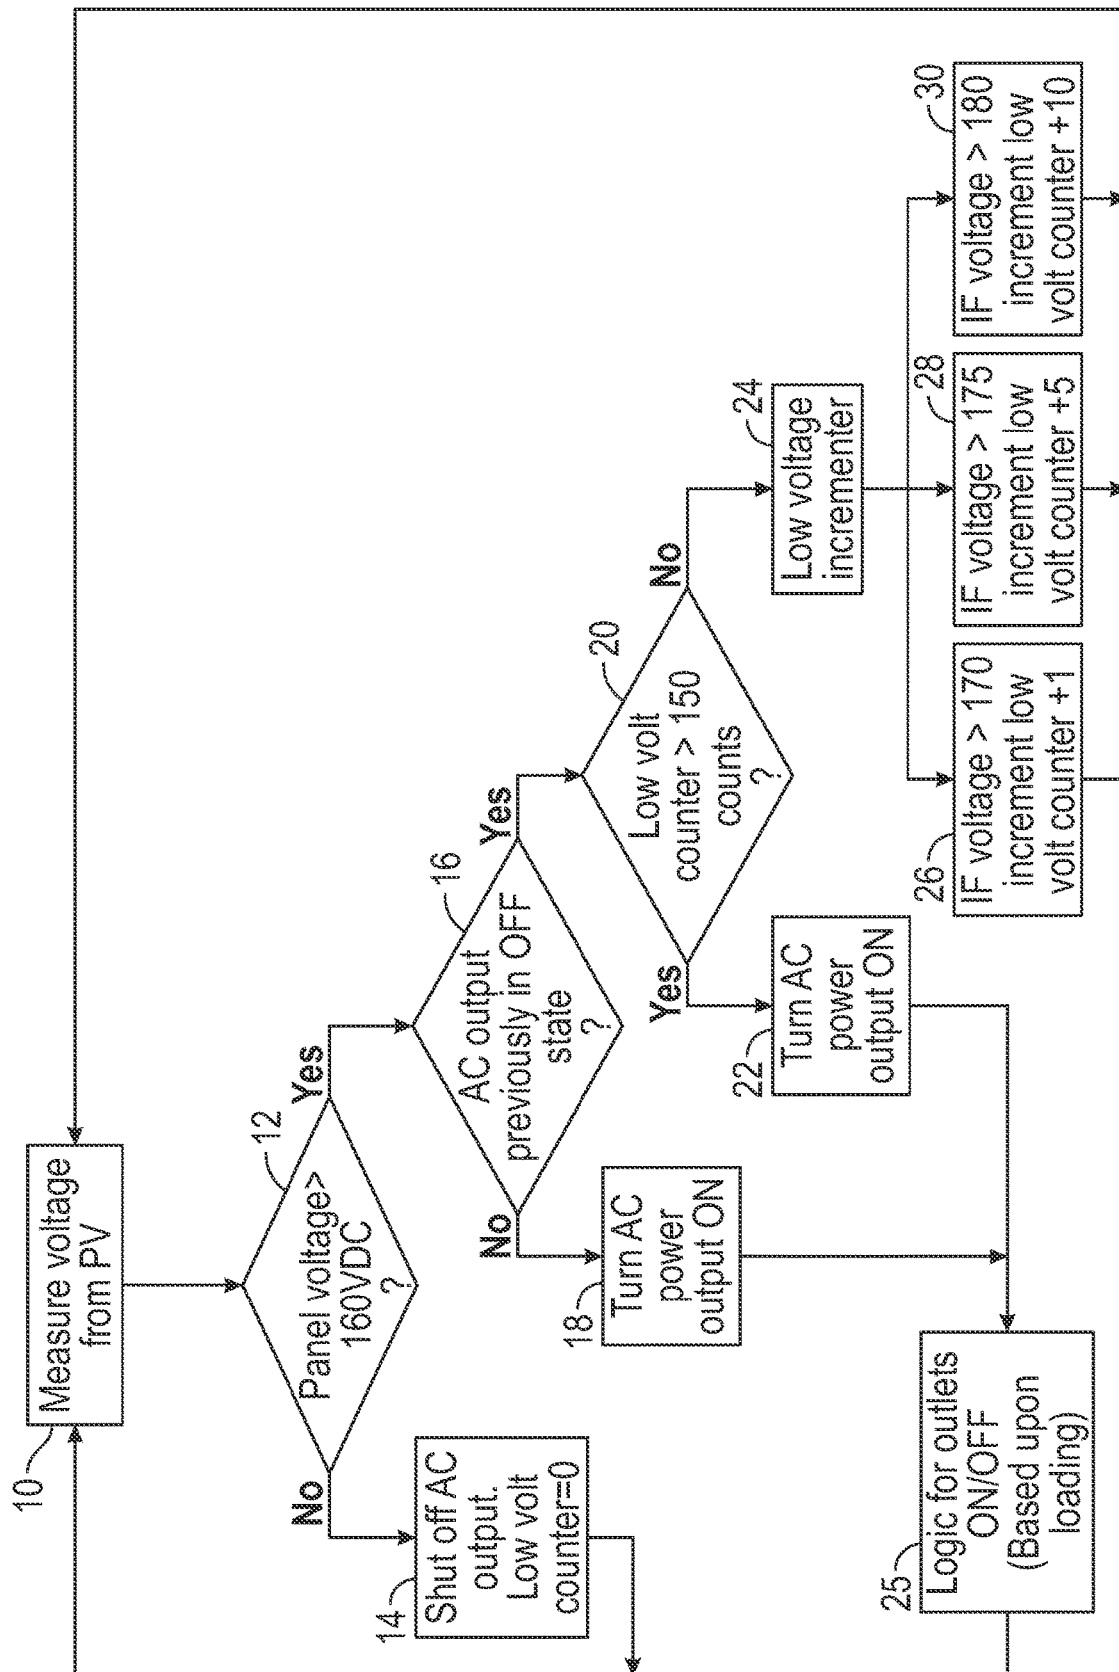 10
Measure voltage
from PV
12
Panel voltage>
160VDC
?
No
Yes
14
Shut off AC
output.
Low volt
counter=0
16
AC output
previously in OFF
state
?
No
Yes
18
Turn AC
power
output ON
20
Low volt
counter > 150
counts
?
Yes
No
22
Turn AC
power
output ON
24
Low voltage
incrementer
25
Logic for outlets
ON/OFF
(Based upon
loading)
26
IF voltage > 170
increment low
volt counter +1
28
IF voltage > 175
increment low
volt counter +5
30
IF voltage > 180
increment low
volt counter +10